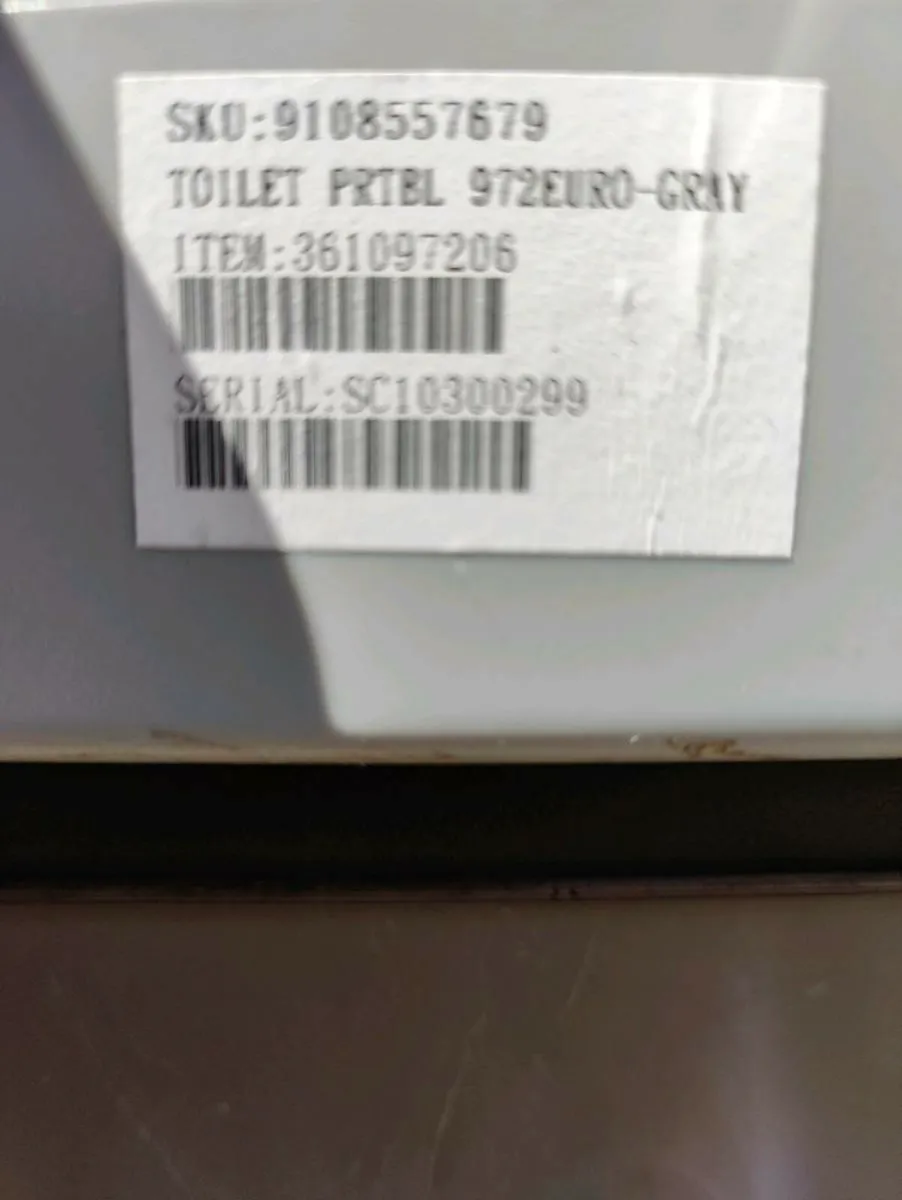 SKU:9108557679
TOILET PRTBL 972EURO-GRAY
ITEM:361097206
SERIAL:SC10300299